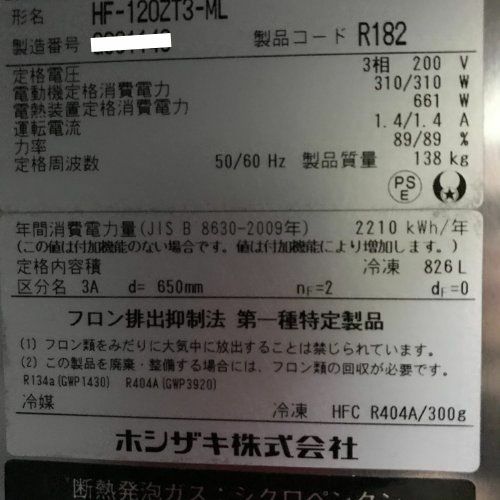 形名 HF-120ZT3-ML
製造番号 製品コード R182
3相 200 V
定格電圧
電動機定格消費電力 310/310 W
電熱装置定格消費電力 661 W
運転電流 1.4/1.4 A
力率 89/89 %
定格周波数 50/60 Hz 製品質量 138 kg
PS
E
年間消費電力量(JIS B 8630-2009年) 2210 kWh/年
(この値は付加機能のない場合です。付加機能により増加します。)
定格内容積 冷凍 826 L
区分名 3A d= 650mm nF=2 dF=0
フロン排出抑制法 第一種特定製品
(1) フロン類をみだりに大気中に放出することは禁じられています。
(2) この製品を廃棄・整備する場合には、フロン類の回収が必要です。
R134a(GWP1430) R404A(GWP3920)
冷媒 冷凍 HFC R404A/300g
ホシザキ株式会社
断熱発泡ガス:シクロペンタン